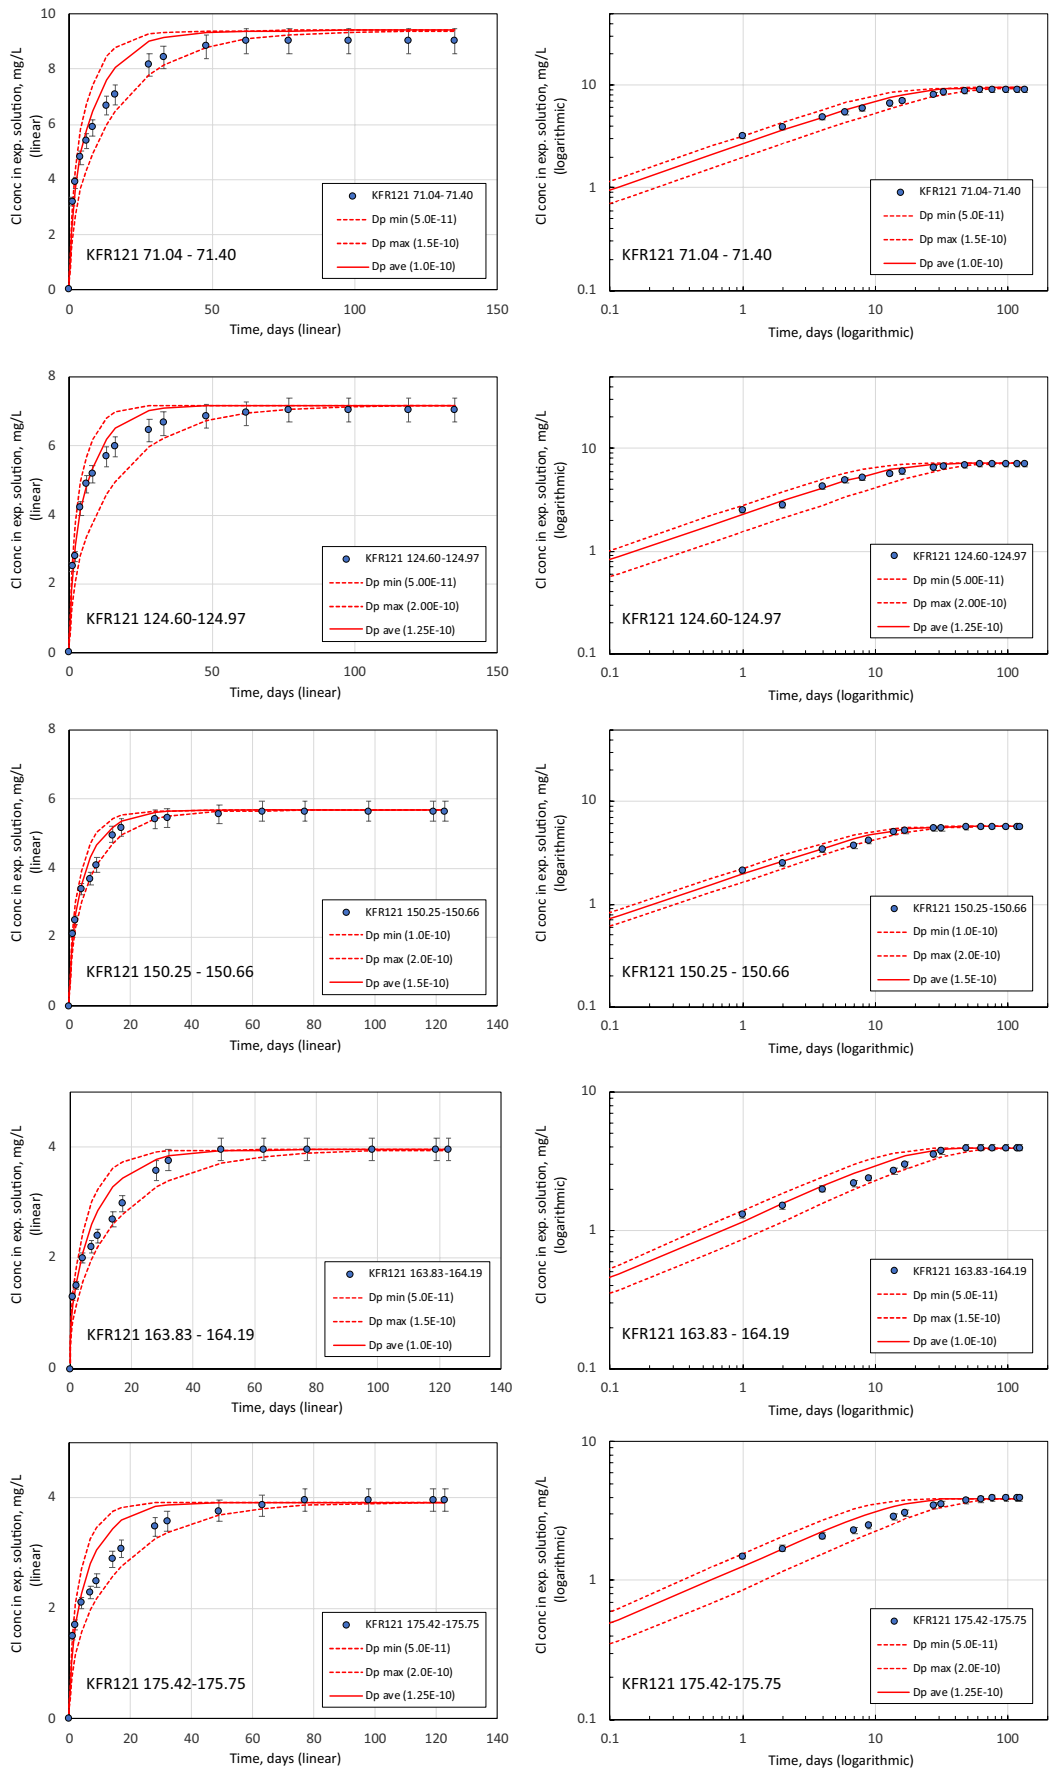 Cl conc in exp. solution, mg/L
(linear)
10
8
6
4
2
0
0
50
100
150
Time, days (linear)
KFR121 71.04 - 71.40
KFR121 71.04- 71.40
Dp min (5.0E-11)
Dp max (1.5E-10)
Dp ave (1.0E-10)
Cl conc in exp. solution, mg/L
(logarithmic)
10
1
0.1
0.1
1
10
100
Time, days (logarithmic)
KFR121 71.04 - 71.40
KFR121 71.04- 71.40
Dp min (5.0E-11)
Dp max (1.5E-10)
Dp ave (1.0E-10)
Cl conc in exp. solution, mg/L
(linear)
8
6
4
2
0
0
50
100
150
Time, days (linear)
KFR121 124.60-124.97
KFR121 124.60-124.97
Dp min (5.00E-11)
Dp max (2.00E-10)
Dp ave (1.25E-10)
Cl conc in exp. solution, mg/L
(logarithmic)
10
1
0.1
0.1
1
10
100
Time, days (logarithmic)
KFR121 124.60-124.97
KFR121 124.60-124.97
Dp min (5.00E-11)
Dp max (2.00E-10)
Dp ave (1.25E-10)
Cl conc in exp. solution, mg/L
(linear)
8
6
4
2
0
0
20
40
60
80
100
120
140
Time, days (linear)
KFR121 150.25 - 150.66
KFR121 150.25-150.66
Dp min (1.0E-10)
Dp max (2.0E-10)
Dp ave (1.5E-10)
Cl conc in exp. solution, mg/L
(logarithmic)
10
1
0.1
0.1
1
10
100
Time, days (logarithmic)
KFR121 150.25 - 150.66
KFR121 150.25-150.66
Dp min (1.0E-10)
Dp max (2.0E-10)
Dp ave (1.5E-10)
Cl conc in exp. solution, mg/L
(linear)
4
2
0
0
20
40
60
80
100
120
140
Time, days (linear)
KFR121 163.83 - 164.19
KFR121 163.83-164.19
Dp min (5.0E-11)
Dp max (1.5E-10)
Dp ave (1.0E-10)
Cl conc in exp. solution, mg/L
(logarithmic)
10
1
0.1
0.1
1
10
100
Time, days (logarithmic)
KFR121 163.83 - 164.19
KFR121 163.83-164.19
Dp min (5.0E-11)
Dp max (1.5E-10)
Dp ave (1.0E-10)
Cl conc in exp. solution, mg/L
(linear)
4
2
0
0
20
40
60
80
100
120
140
Time, days (linear)
KFR121 175.42-175.75
KFR121 175.42-175.75
Dp min (5.0E-11)
Dp max (2.0E-10)
Dp ave (1.25E-10)
Cl conc in exp. solution, mg/L
(logarithmic)
10
1
0.1
0.1
1
10
100
Time, days (logarithmic)
KFR121 175.42-175.75
KFR121 175.42-175.75
Dp min (5.0E-11)
Dp max (2.0E-10)
Dp ave (1.25E-10)